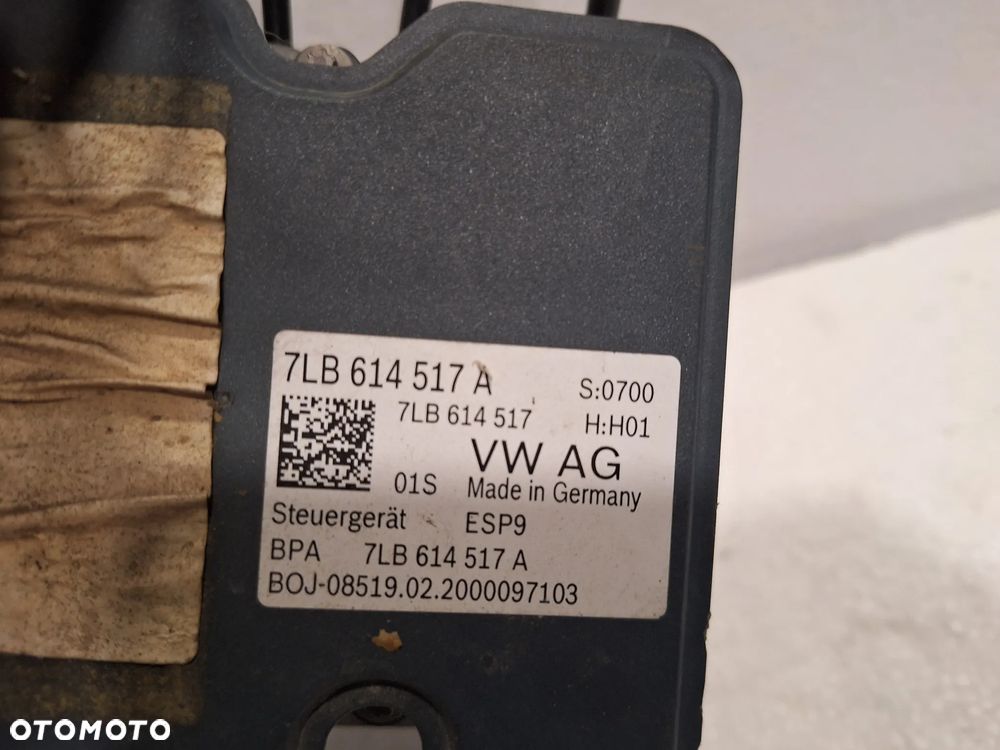 7LB 614 517 A S:0700
7LB 614 517 H:H01
VW AG
01S Made in Germany
Steuergerät ESP9
BPA 7LB 614 517 A
BOJ-08519.02.2000097103
OTOMOTO